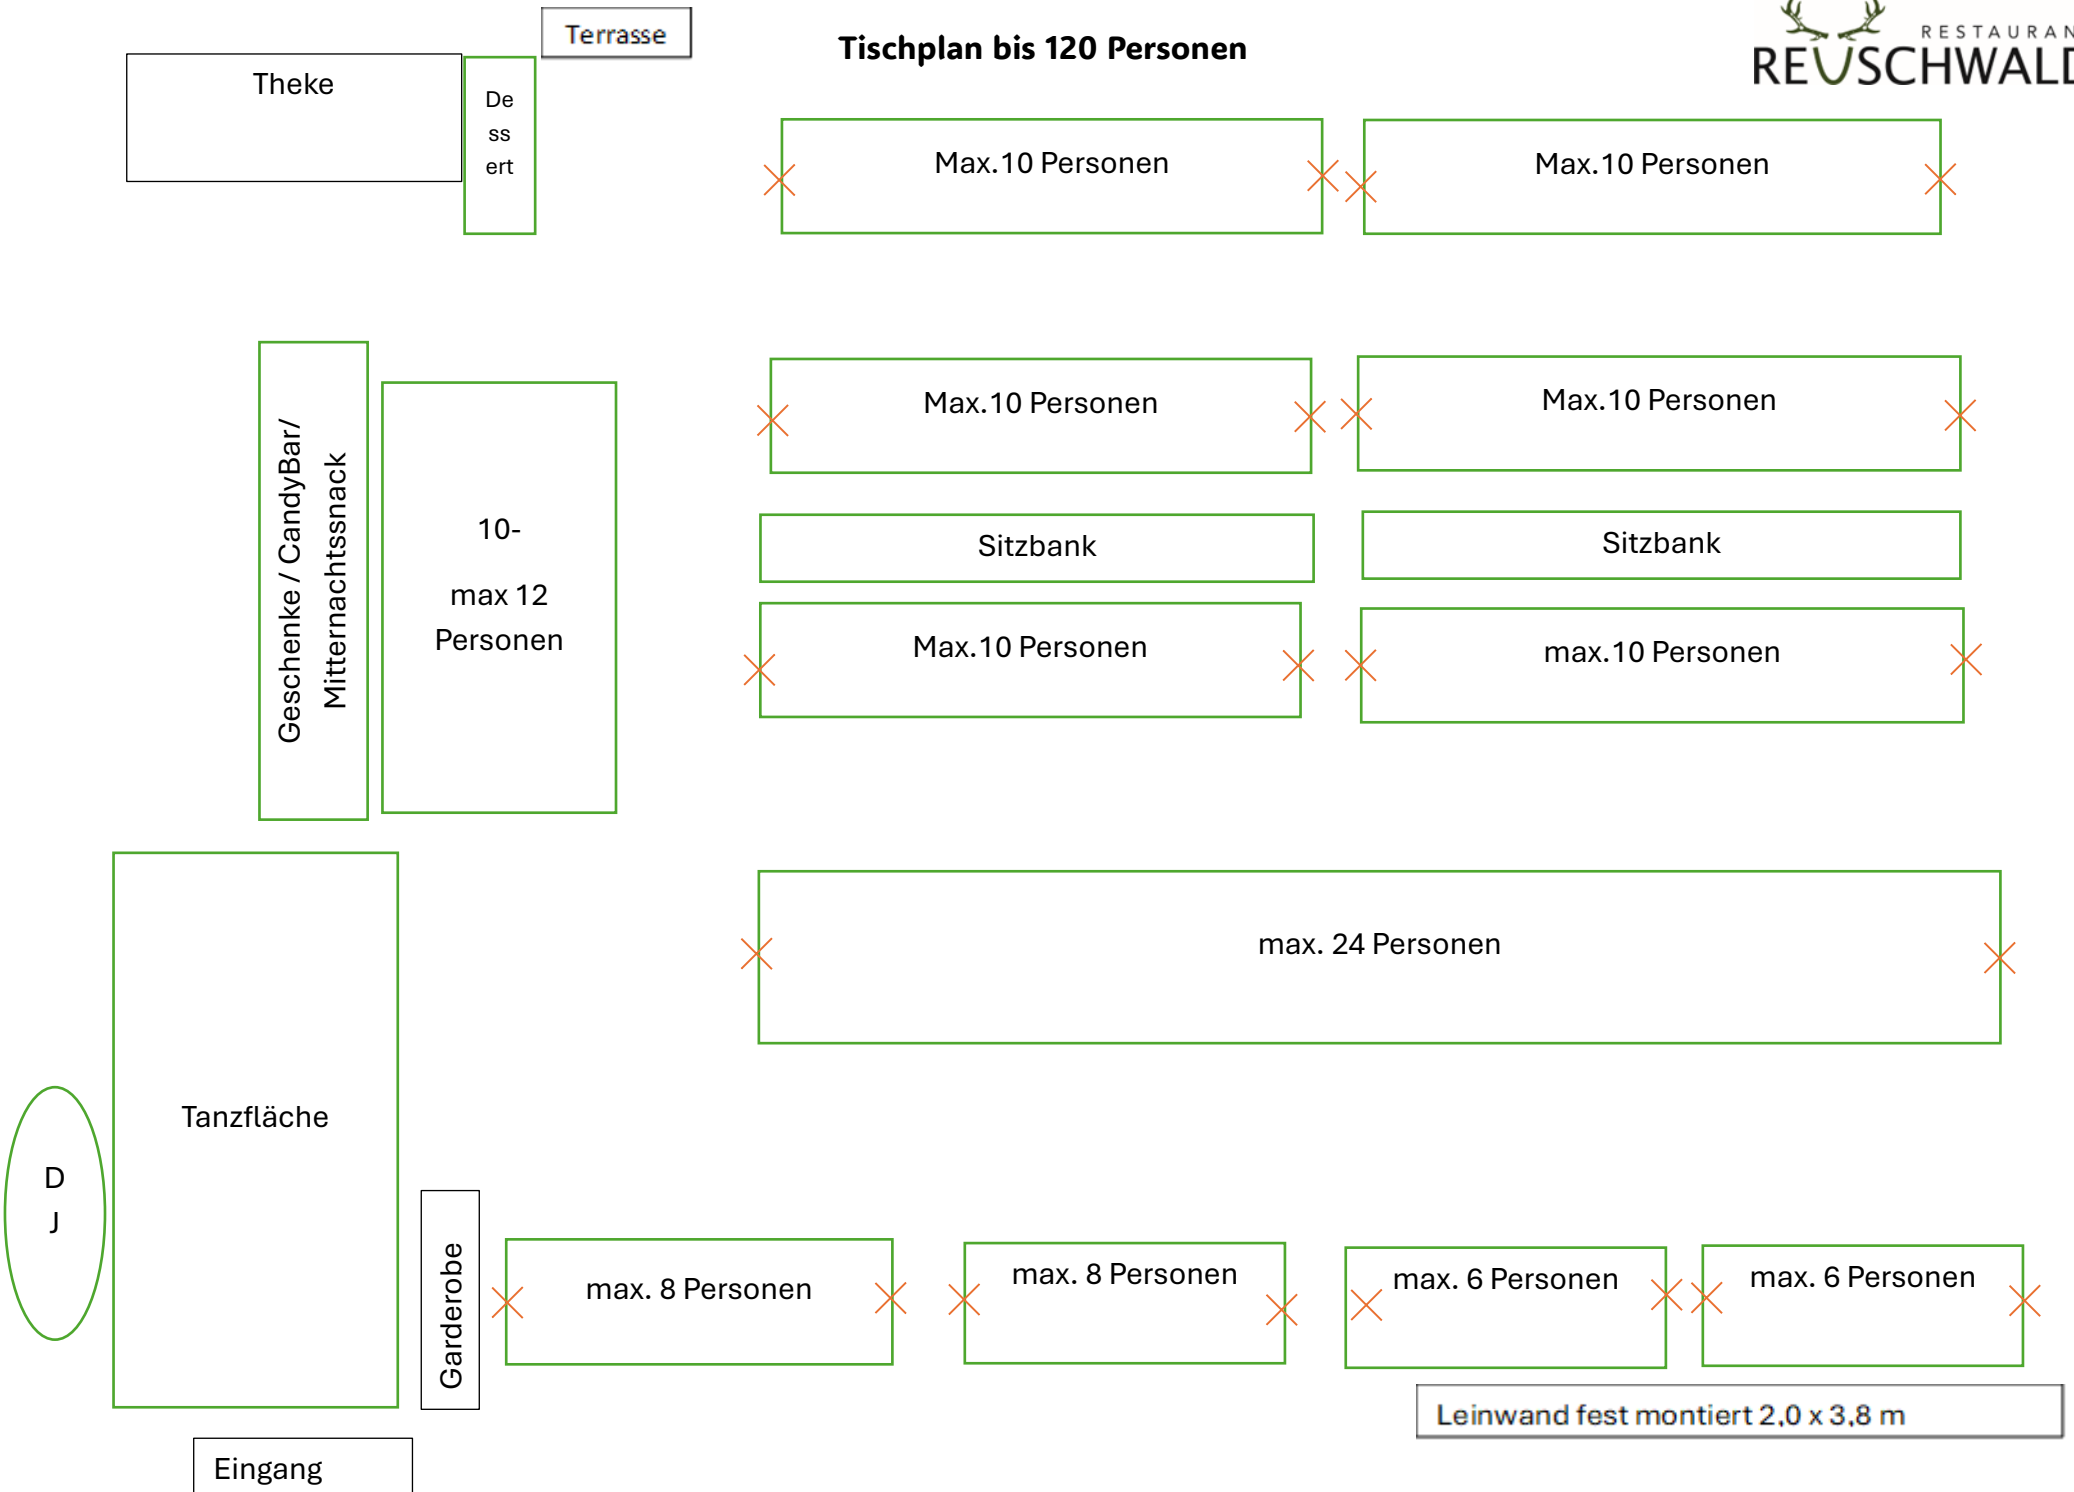 Terrasse
Tischplan bis 120 Personen
RESTAURAN
REUSCHWALD
Theke
De
ss
ert
Max.10 Personen
Max.10 Personen
Geschenke / CandyBar/
Mitternachtssnack
10-
max 12
Personen
Max.10 Personen
Max.10 Personen
Sitzbank
Sitzbank
Max.10 Personen
max.10 Personen
max. 24 Personen
Tanzfläche
D
J
Garderobe
max. 8 Personen
max. 8 Personen
max. 6 Personen
max. 6 Personen
Leinwand fest montiert 2,0 x 3,8 m
Eingang